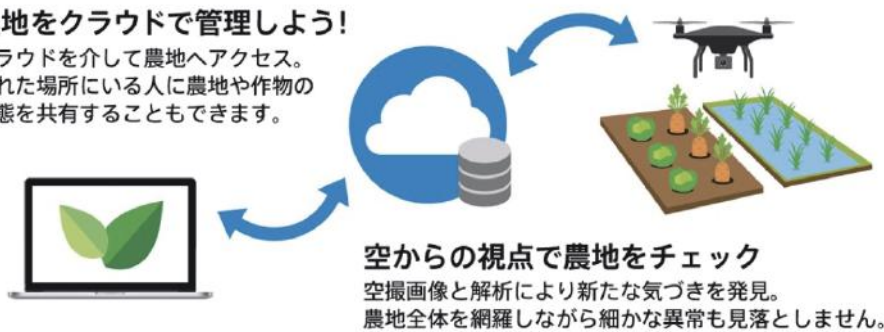 地をクラウドで管理しよう!
ラウドを介して農地へアクセス。
れた場所にいる人に農地や作物の
態を共有することもできます。
空からの視点で農地をチェック
空撮画像と解析により新たな気づきを発見。
農地全体を網羅しながら細かな異常も見落としません。